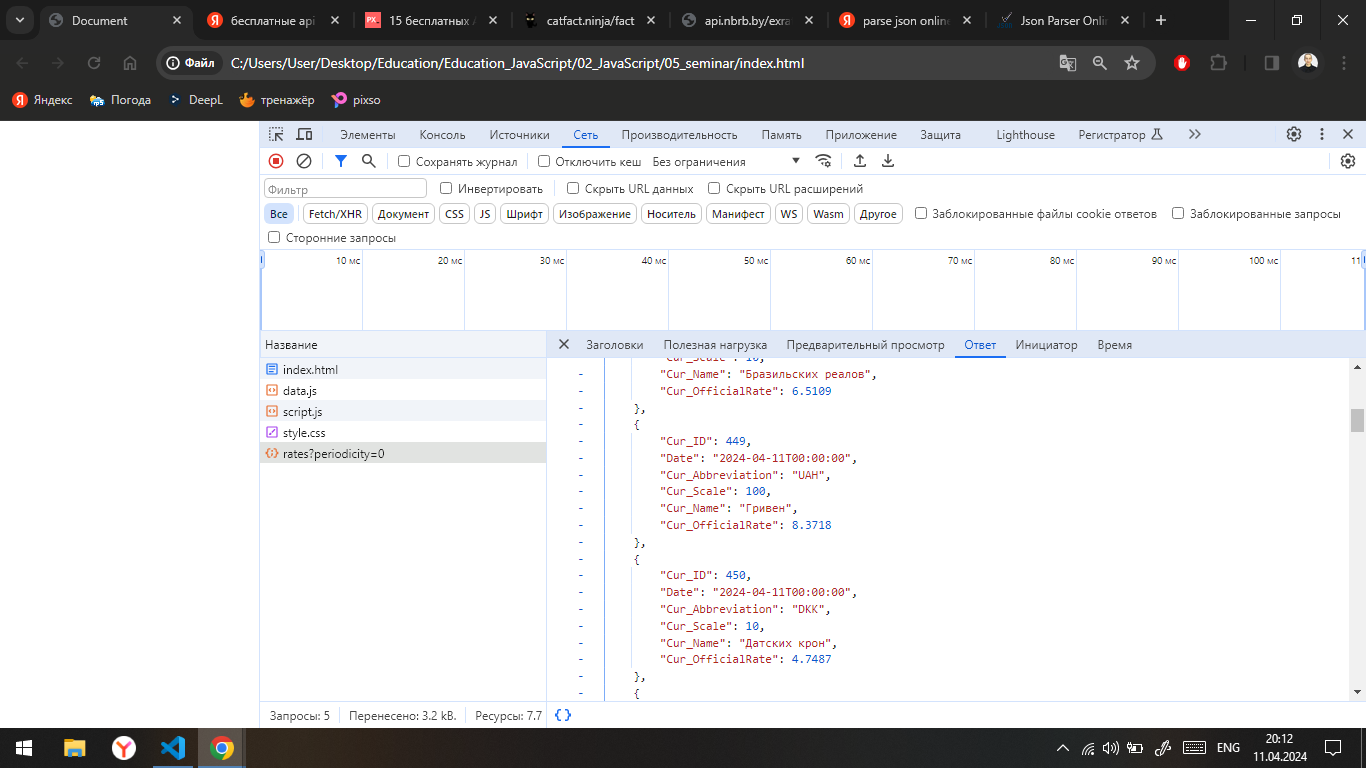 Document
бесплатные api
15 бесплатных
catfact.ninja/fact
api.nbrb.by/exra
parse json online
Json Parser Onli
Файл
C:/Users/User/Desktop/Education/Education_JavaScript/02_JavaScript/05_seminar/index.html
Яндекс
Погода
DeepL
тренажёр
pixso
Элементы
Консоль
Источники
Сеть
Производительность
Память
Приложение
Защита
Lighthouse
Регистратор
Сохранять журнал
Отключить кеш
Без ограничения
Фильтр
Инвертировать
Скрыть URL данных
Скрыть URL расширений
Все
Fetch/XHR
Документ
CSS
JS
Шрифт
Изображение
Носитель
Манифест
WS
Wasm
Другое
Заблокированные файлы cookie ответов
Заблокированные запросы
Сторонние запросы
10 мс
20 мс
30 мс
40 мс
50 мс
60 мс
70 мс
80 мс
90 мс
100 мс
11
Название
index.html
data.js
script.js
style.css
rates?periodicity=0
Заголовки
Полезная нагрузка
Предварительный просмотр
Ответ
Инициатор
Время
"Cur_Scale": 10,
- "Cur_Name": "Бразильских реалов",
- "Cur_OfficialRate": 6.5109
- },
- {
- "Cur_ID": 449,
- "Date": "2024-04-11T00:00:00",
- "Cur_Abbreviation": "UAH",
- "Cur_Scale": 100,
- "Cur_Name": "Гривен",
- "Cur_OfficialRate": 8.3718
- },
- {
- "Cur_ID": 450,
- "Date": "2024-04-11T00:00:00",
- "Cur_Abbreviation": "DKK",
- "Cur_Scale": 10,
- "Cur_Name": "Датских крон",
- "Cur_OfficialRate": 4.7487
- },
- {
Запросы: 5
Перенесено: 3.2 kB.
Ресурсы: 7.7
{}
ENG
20:12
11.04.2024